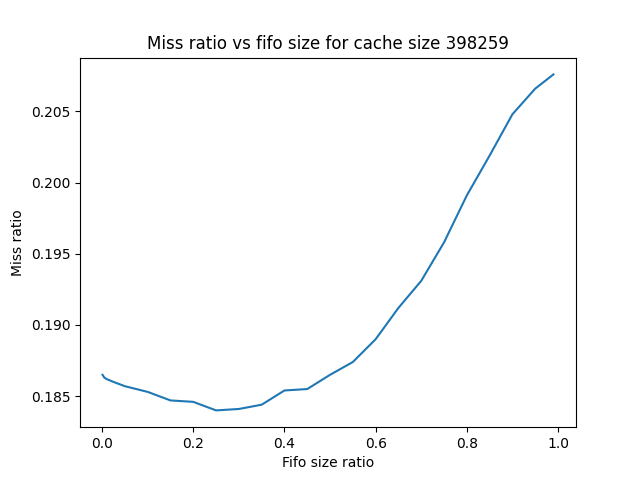 Miss ratio vs fifo size for cache size 398259
0.205
0.200
0.195
0.190
0.185
Miss ratio
0.0 0.2 0.4 0.6 0.8 1.0
Fifo size ratio